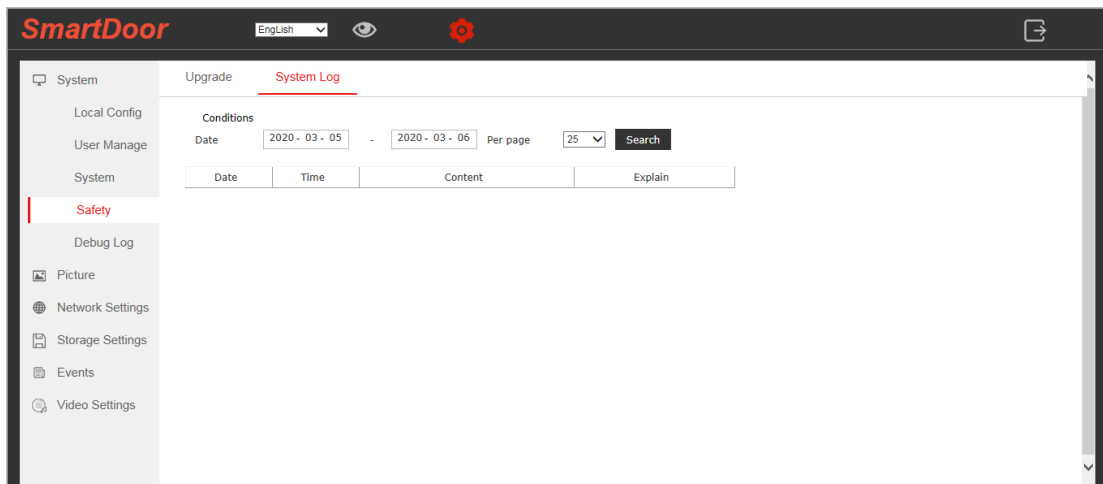 SmartDoor EngLish
System
Local Config
User Manage
System
Safety
Debug Log
Picture
Network Settings
Storage Settings
Events
Video Settings
Upgrade System Log
Conditions
Date 2020 - 03 - 05 - 2020 - 03 - 06 Per page 25 Search
Date Time Content Explain